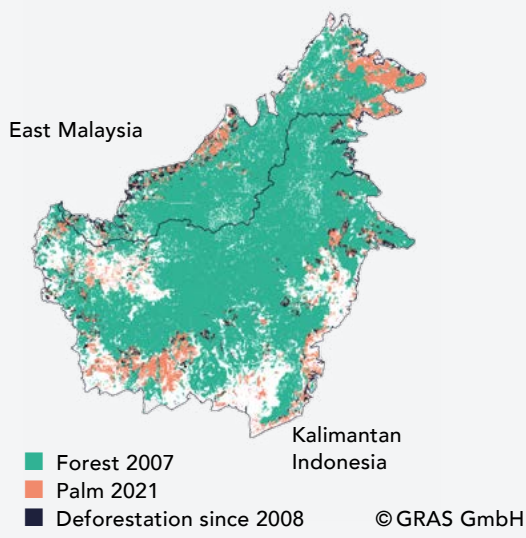 East Malaysia
Kalimantan
Indonesia
Forest 2007
Palm 2021
Deforestation since 2008
© GRAS GmbH